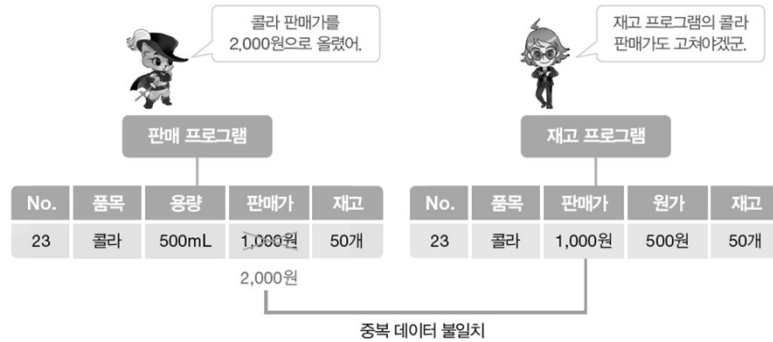 콜라 판매가를
2,000원으로 올렸어.
재고 프로그램의 콜라
판매가도 고쳐야겠군.
판매 프로그램
재고 프로그램
No. 품목 용량 판매가 재고
23 콜라 500mL 1,000원 50개
2,000원
No. 품목 판매가 원가 재고
23 콜라 1,000원 500원 50개
중복 데이터 불일치